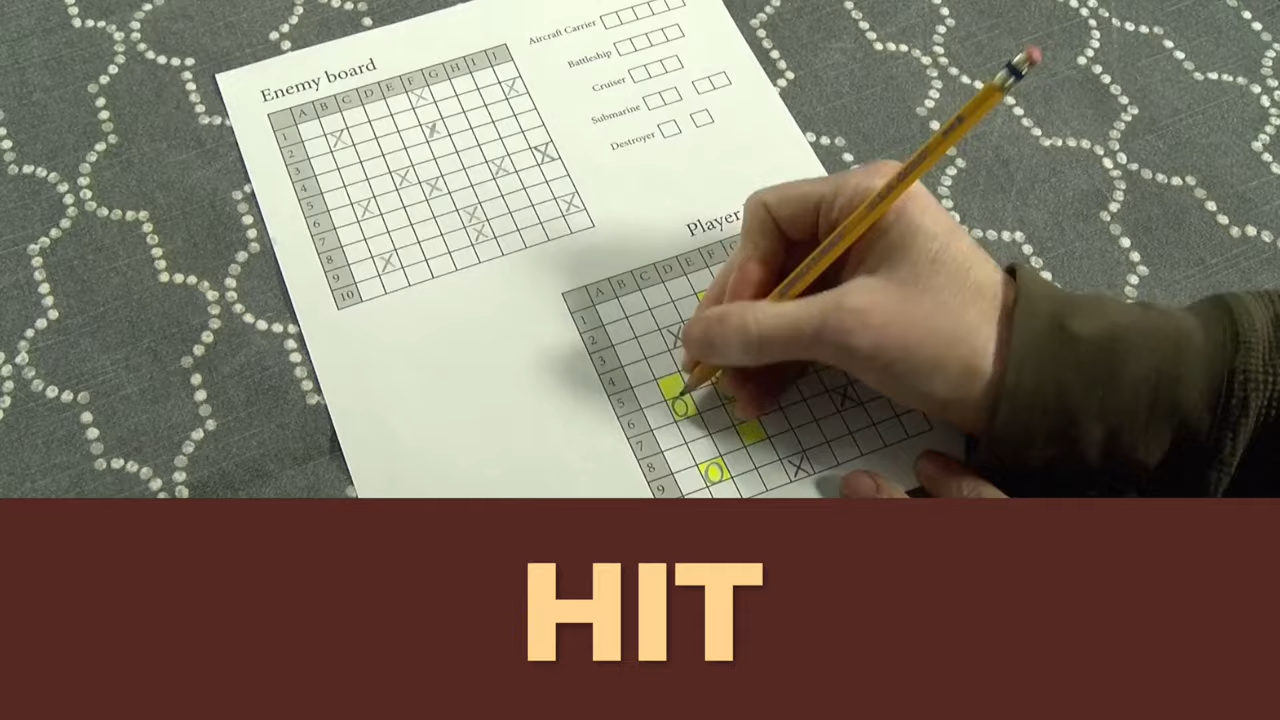 Enemy board
A B C D E F G H I J
1
2
3
4
5
6
7
8
9
10
Aircraft Carrier
Battleship
Cruiser
Submarine
Destroyer
Player
A B C D E F
1
2
3
4
5
6
7
8
9
HIT